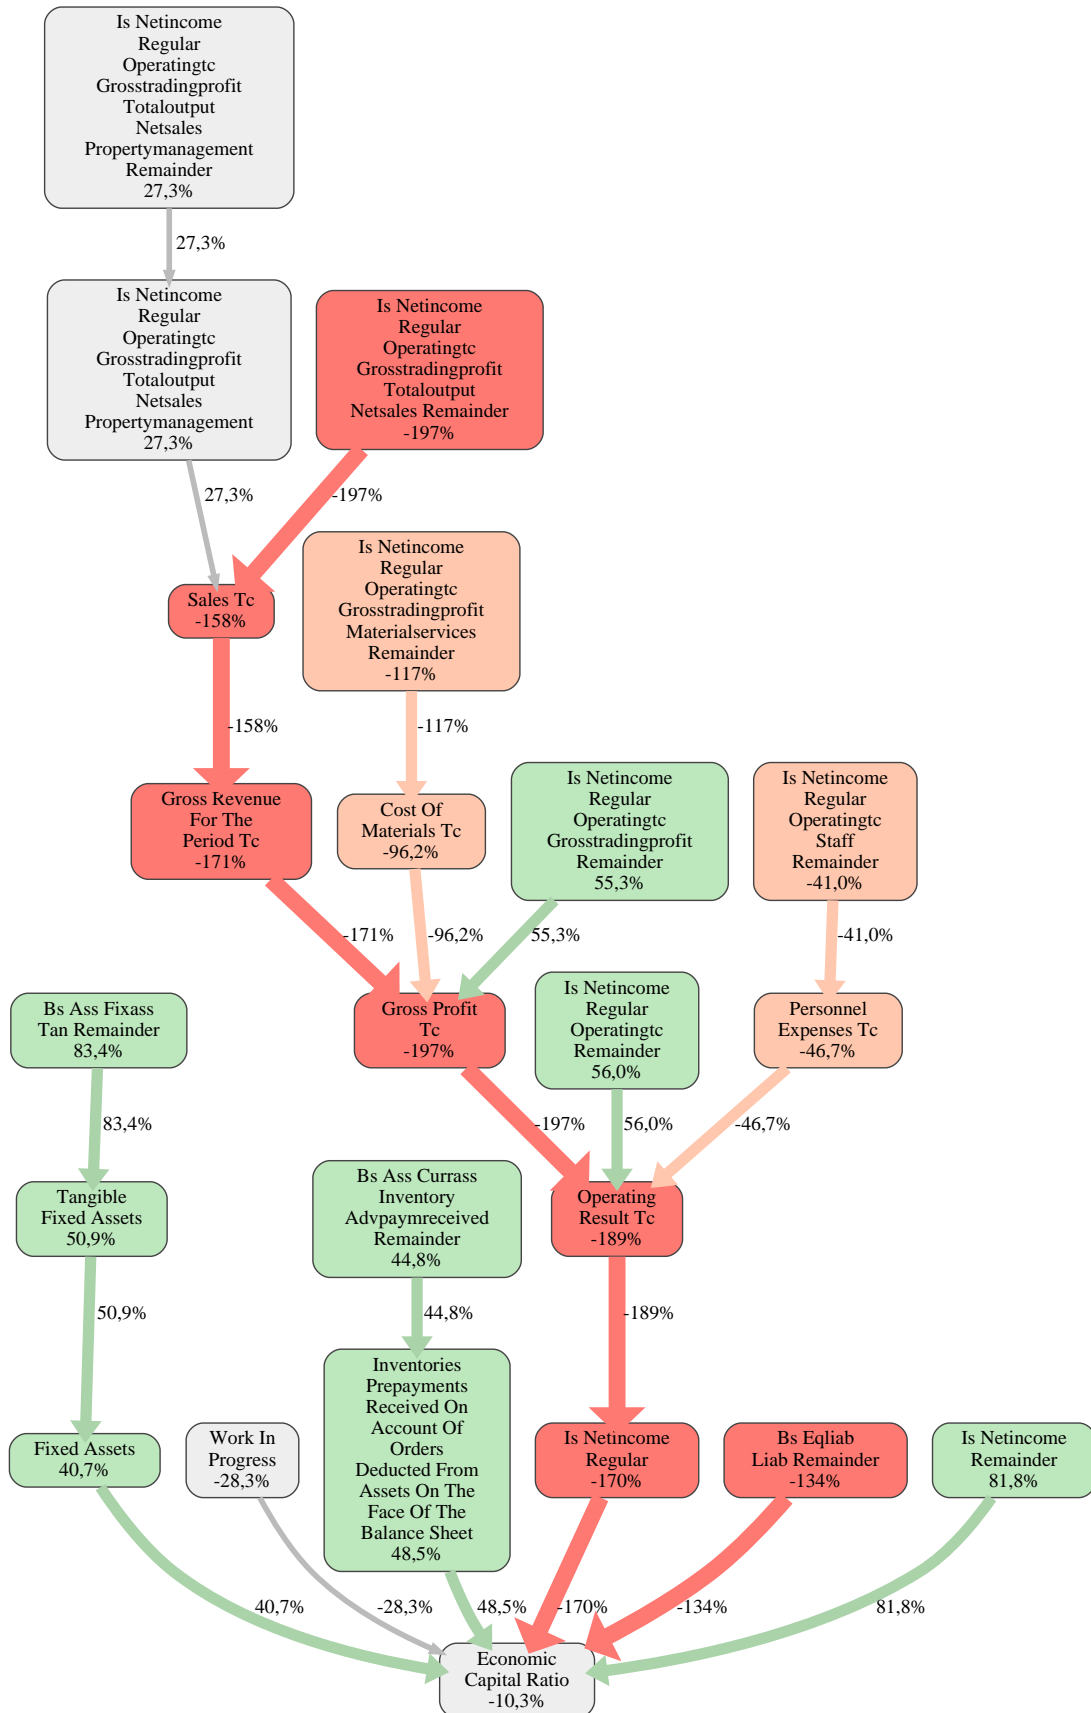 Is Netincome
Regular
Operatingtc
Grosstradingprofit
Totaloutput
Netsales
Propertymanagement
Remainder
27,3%
27,3%
Is Netincome
Regular
Operatingtc
Grosstradingprofit
Totaloutput
Netsales
Propertymanagement
27,3%
Is Netincome
Regular
Operatingtc
Grosstradingprofit
Totaloutput
Netsales Remainder
-197%
27,3%
-197%
Is Netincome
Regular
Operatingtc
Grosstradingprofit
Materialservices
Remainder
-117%
Sales Tc
-158%
-158%
-117%
Gross Revenue
For The
Period Tc
-171%
Cost Of
Materials Tc
-96,2%
Is Netincome
Regular
Operatingtc
Grosstradingprofit
Remainder
55,3%
Is Netincome
Regular
Operatingtc
Staff
Remainder
-41,0%
-171%
-96,2%
55,3%
-41,0%
Bs Ass Fixass
Tan Remainder
83,4%
Gross Profit
Tc
-197%
Is Netincome
Regular
Operatingtc
Remainder
56,0%
Personnel
Expenses Tc
-46,7%
83,4%
-197%
56,0%
-46,7%
Tangible
Fixed Assets
50,9%
Bs Ass Currass
Inventory
Advpaymreceived
Remainder
44,8%
Operating
Result Tc
-189%
50,9%
44,8%
-189%
Fixed Assets
40,7%
Work In
Progress
-28,3%
Inventories
Prepayments
Received On
Account Of
Orders
Deducted From
Assets On The
Face Of The
Balance Sheet
48,5%
Is Netincome
Regular
-170%
Bs Eqliab
Liab Remainder
-134%
Is Netincome
Remainder
81,8%
40,7%
-28,3%
48,5%
-170%
-134%
81,8%
Economic
Capital Ratio
-10,3%